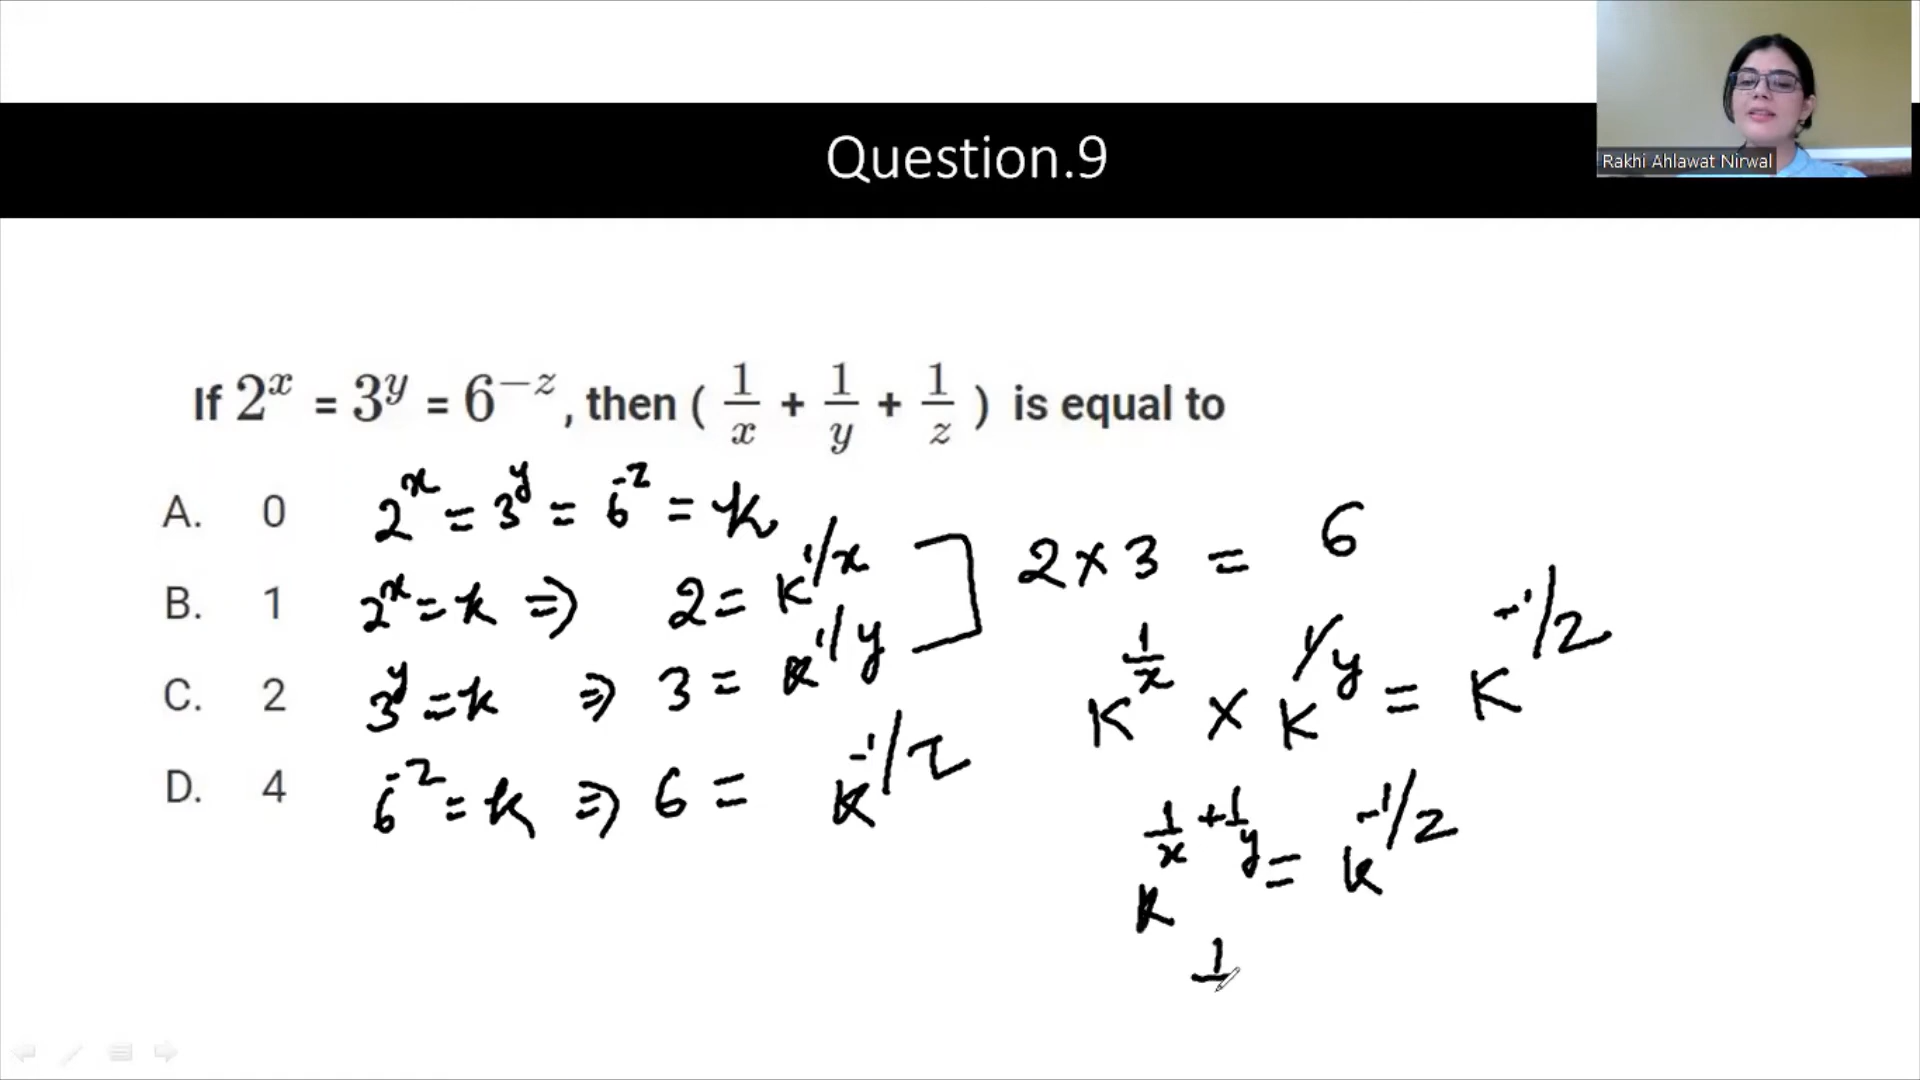 Question.9
Rakhi Ahlawat Nirwal
If 2^x = 3^y = 6^{-z}, then ( 1/x + 1/y + 1/z ) is equal to
A. 0
B. 1
C. 2
D. 4
2^x = 3^y = 6^{-z} = k
2^x = k ⇒ 2 = k^{1/x}
3^y = k ⇒ 3 = k^{1/y}
6^{-z} = k ⇒ 6 = k^{-1/z}
2 × 3 = 6
k^{1/x} × k^{1/y} = k^{-1/z}
k^{1/x + 1/y} = k^{-1/z}
1